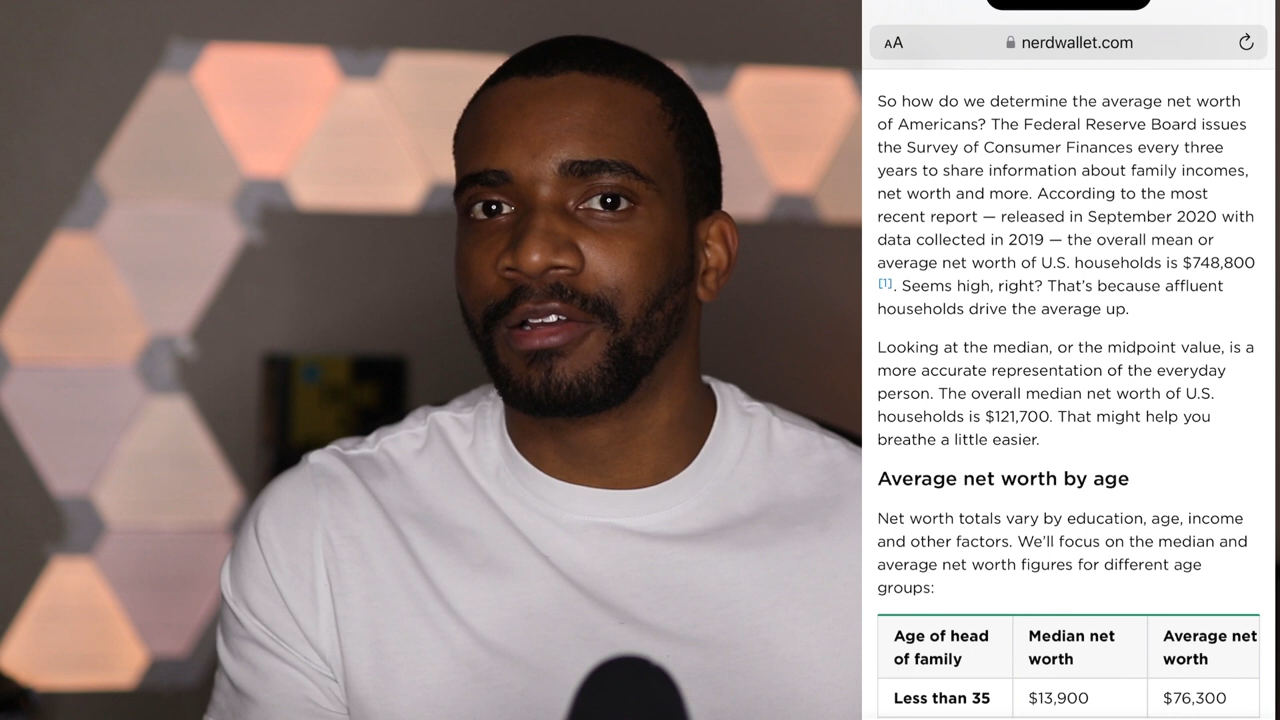 AA nerdwallet.com
So how do we determine the average net worth
of Americans? The Federal Reserve Board issues
the Survey of Consumer Finances every three
years to share information about family incomes,
net worth and more. According to the most
recent report — released in September 2020 with
data collected in 2019 — the overall mean or
average net worth of U.S. households is $748,800
[1]. Seems high, right? That’s because affluent
households drive the average up.
Looking at the median, or the midpoint value, is a
more accurate representation of the everyday
person. The overall median net worth of U.S.
households is $121,700. That might help you
breathe a little easier.
Average net worth by age
Net worth totals vary by education, age, income
and other factors. We’ll focus on the median and
average net worth figures for different age
groups:
Age of head Median net Average net
of family worth worth
Less than 35 $13,900 $76,300